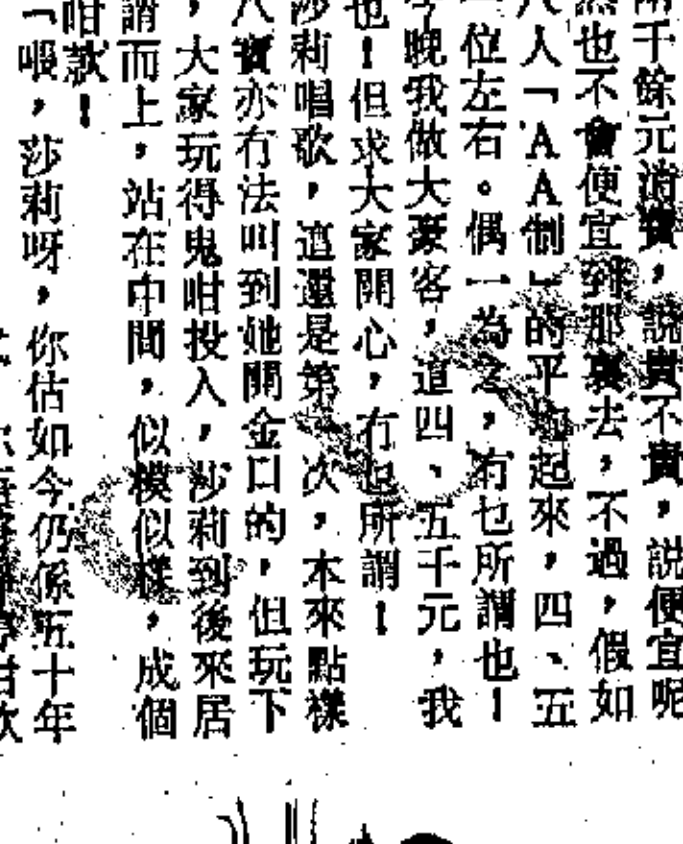 千餘元消費，說貴不貴，說便宜呢
也不會便宜到那裏去，不過，假如
人「AA制」的平均起來，四、五
一位左右。偶一為之，冇乜所謂也！
今晚我做大豪客，這四、五千元，我
也！但求大家開心，冇乜所謂！
莎莉唱歌，這還是第一次，本來點樣
八寶亦冇法叫到她開金口的，但玩下
，大家玩得鬼咁投入，莎莉到後來居
謂而上，站在中間，似模似樣，成個
咁款！
「喂，莎莉呀，你估如今仍係五十年